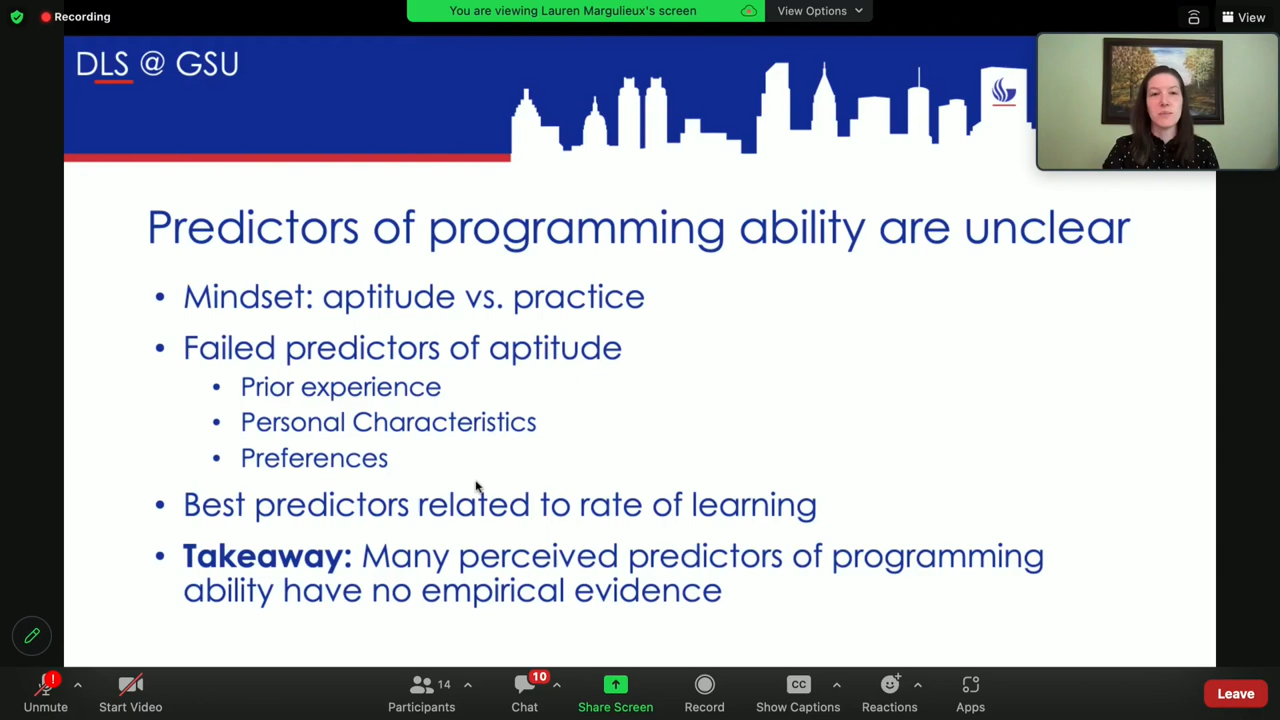 Recording
You are viewing Lauren Margulieux's screen
View Options
View
DLS @ GSU
Predictors of programming ability are unclear
• Mindset: aptitude vs. practice
• Failed predictors of aptitude
• Prior experience
• Personal Characteristics
• Preferences
• Best predictors related to rate of learning
• Takeaway: Many perceived predictors of programming
ability have no empirical evidence
!
14
10
CC
Unmute
Start Video
Participants
Chat
Share Screen
Record
Show Captions
Reactions
Apps
Leave